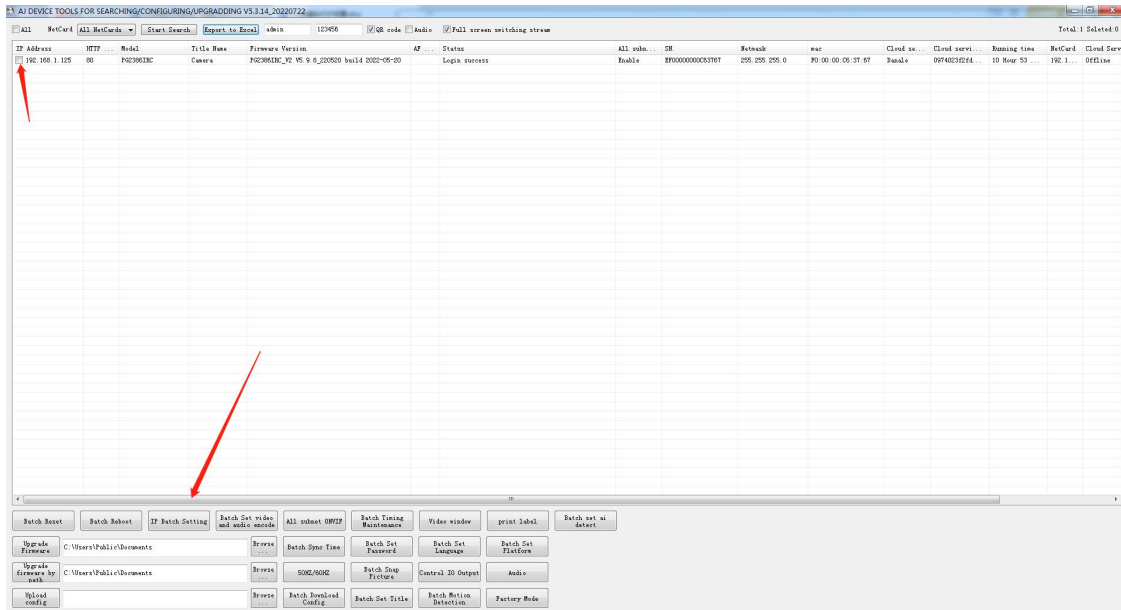 AJ DEVICE TOOLS FOR SEARCHING/CONFIGURING/UPGRADDING V5.3.14_20220722
All NetCard All NetCards Start Search Export to Excel admin 123456 QR code Audio Full screen switching stream Total:1 Seleted:0
IP Address HTTP ... Model Title Name Firmware Version AF ... Status All subn... SN Netmask mac Cloud se... Cloud servi... Running time NetCard Cloud Serv
192.168.1.125 80 PG2386IRC Camera PG2386IRC_V2 V5.9.8_220520 build 2022-05-20 Login success Enable EF00000000C63767 255.255.255.0 F0:00:00:C6:37:67 Danale 0974023f2fd... 10 Hour 53 ... 192.1... Offline
Batch Reset Batch Reboot IP Batch Setting Batch Set video and audio encode All subnet ONVIF Batch Timing Maintenance Video window print label Batch set ai detect
Upgrade Firmware C:\Users\Public\Documents Browse ... Batch Sync Time Batch Set Password Batch Set Language Batch Set Platform
Upgrade firmware by path C:\Users\Public\Documents Browse ... 50HZ/60HZ Batch Snap Picture Control IO Output Audio
Upload config Browse ... Batch Download Config Batch Set Title Batch Motion Detection Factory Mode